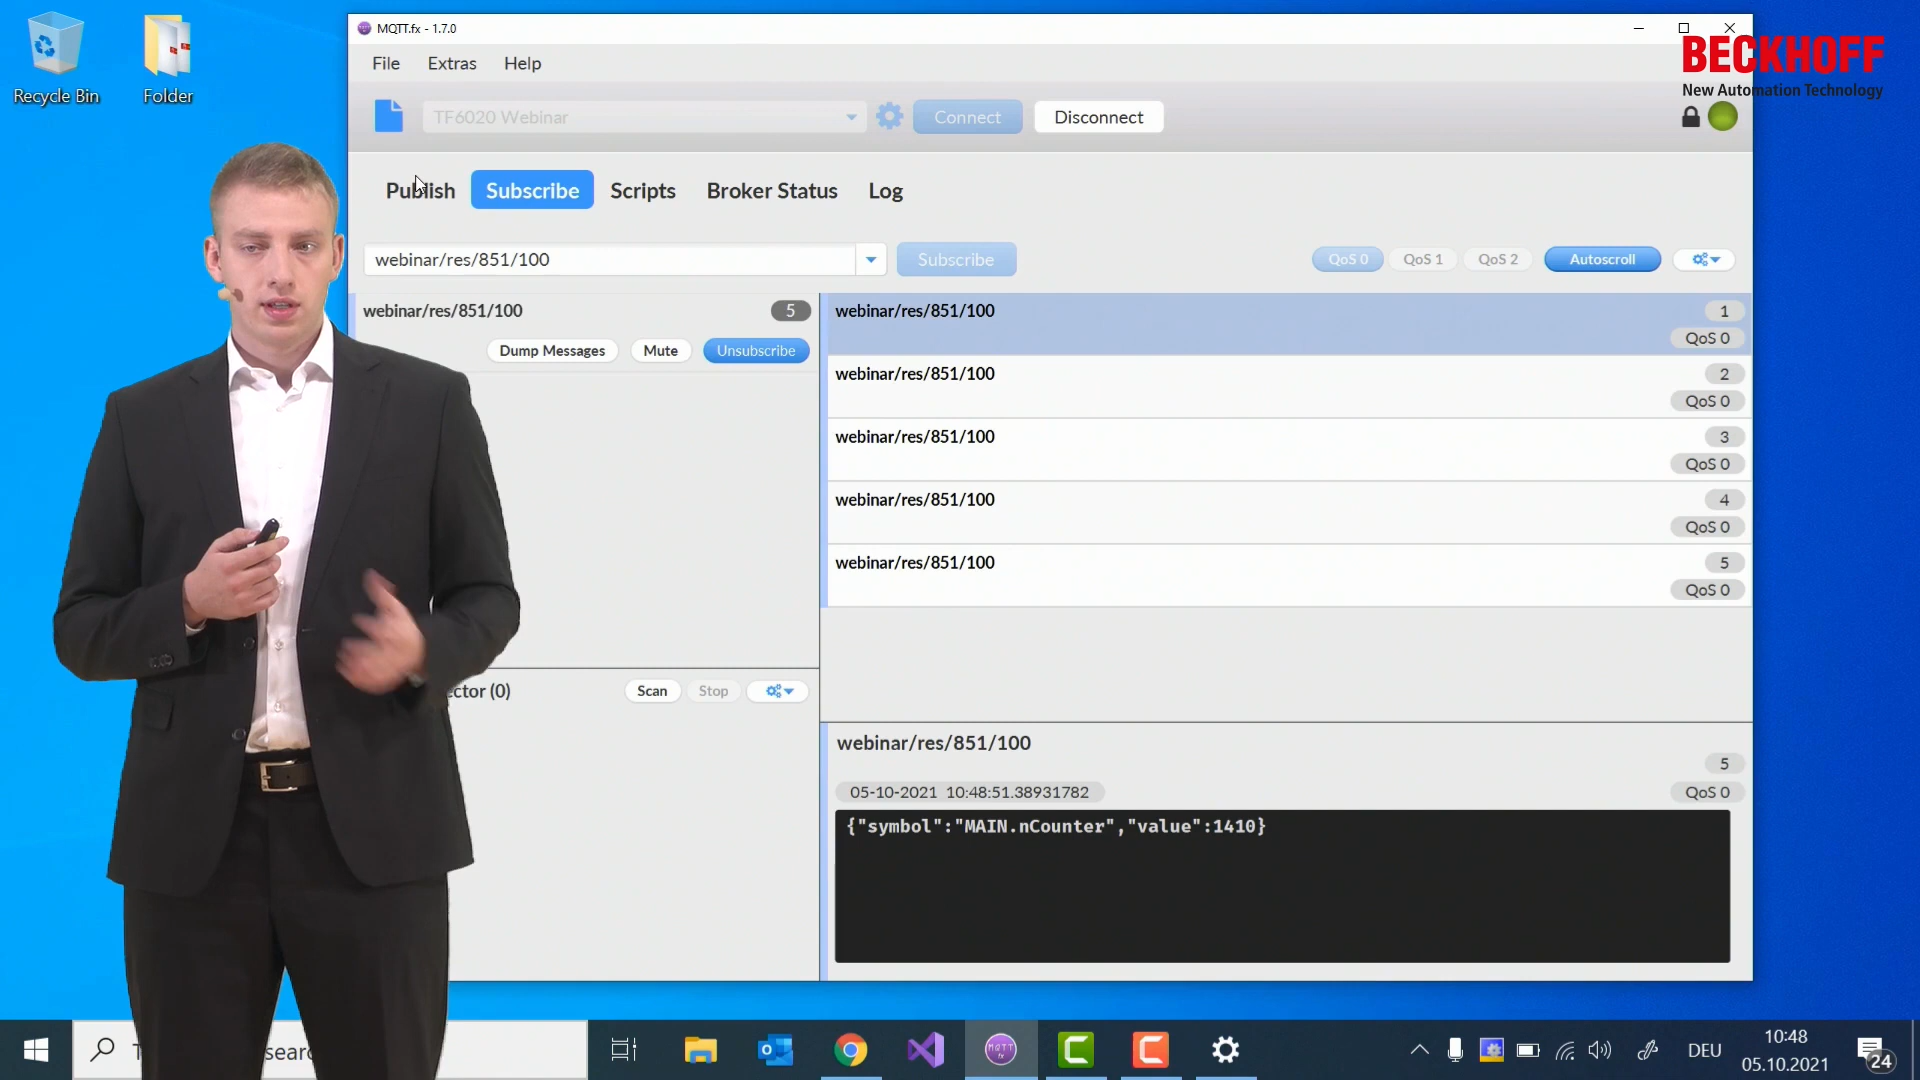 Recycle Bin
Folder
MQTT.fx - 1.7.0
File Extras Help
BECKHOFF
New Automation Technology
TF6020 Webinar
Connect
Disconnect
Publish
Subscribe
Scripts
Broker Status
Log
webinar/res/851/100
Subscribe
QoS 0
QoS 1
QoS 2
Autoscroll
webinar/res/851/100
5
Dump Messages
Mute
Unsubscribe
webinar/res/851/100
1
QoS 0
webinar/res/851/100
2
QoS 0
webinar/res/851/100
3
QoS 0
webinar/res/851/100
4
QoS 0
webinar/res/851/100
5
QoS 0
ector (0)
Scan
Stop
webinar/res/851/100
5
05-10-2021 10:48:51.38931782
QoS 0
{"symbol":"MAIN.nCounter","value":1410}
MQTT
fx
DEU
10:48
05.10.2021
24